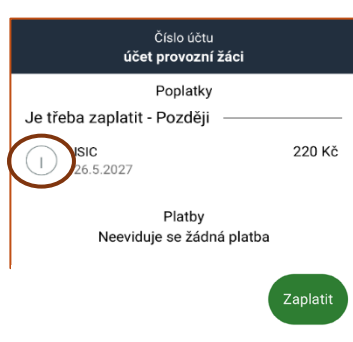 Číslo účtu
účet provozní žáci
Poplatky
Je třeba zaplatit - Později
I
ISIC
220 Kč
26.5.2027
Platby
Neeviduje se žádná platba
Zaplatit